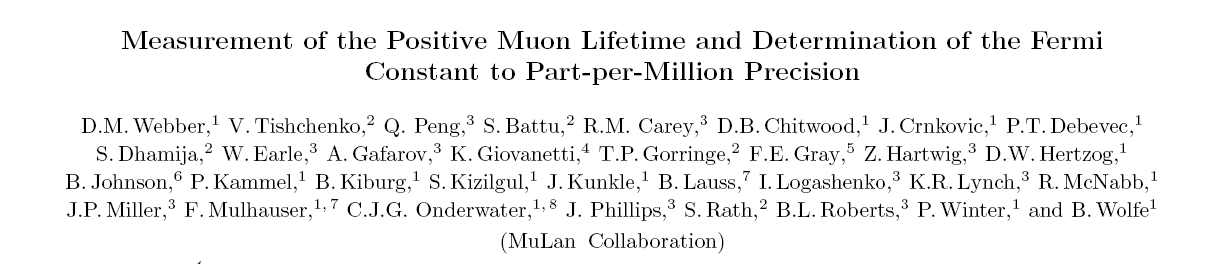 Measurement of the Positive Muon Lifetime and Determination of the Fermi
Constant to Part-per-Million Precision
D.M. Webber,1 V. Tishchenko,2 Q. Peng,3 S. Battu,2 R.M. Carey,3 D.B. Chitwood,1 J. Crnkovic,1 P.T. Debevec,1
S. Dhamija,2 W. Earle,3 A. Gafarov,3 K. Giovanetti,4 T.P. Gorringe,2 F.E. Gray,5 Z. Hartwig,3 D.W. Hertzog,1
B. Johnson,6 P. Kammel,1 B. Kiburg,1 S. Kizilgul,1 J. Kunkle,1 B. Lauss,7 I. Logashenko,3 K.R. Lynch,3 R. McNabb,1
J.P. Miller,3 F. Mulhauser,1, 7 C.J.G. Onderwater,1, 8 J. Phillips,3 S. Rath,2 B.L. Roberts,3 P. Winter,1 and B. Wolfe1
(MuLan Collaboration)